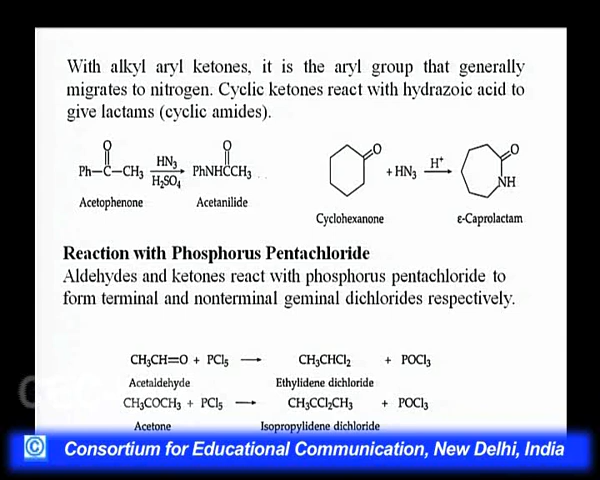 With alkyl aryl ketones, it is the aryl group that generally
migrates to nitrogen. Cyclic ketones react with hydrazoic acid to
give lactams (cyclic amides).
O O O O
Ph—C—CH₃ HN₃ H₂SO₄ PhNHCCH₃ + HN₃ H⁺ NH
Acetophenone Acetanilide
Cyclohexanone ε-Caprolactam
Reaction with Phosphorus Pentachloride
Aldehydes and ketones react with phosphorus pentachloride to
form terminal and nonterminal geminal dichlorides respectively.
CH₃CH=O + PCl₅ → CH₃CHCl₂ + POCl₃
Acetaldehyde Ethylidene dichloride
CH₃COCH₃ + PCl₅ → CH₃CCl₂CH₃ + POCl₃
Acetone Isopropylidene dichloride
© Consortium for Educational Communication, New Delhi, India